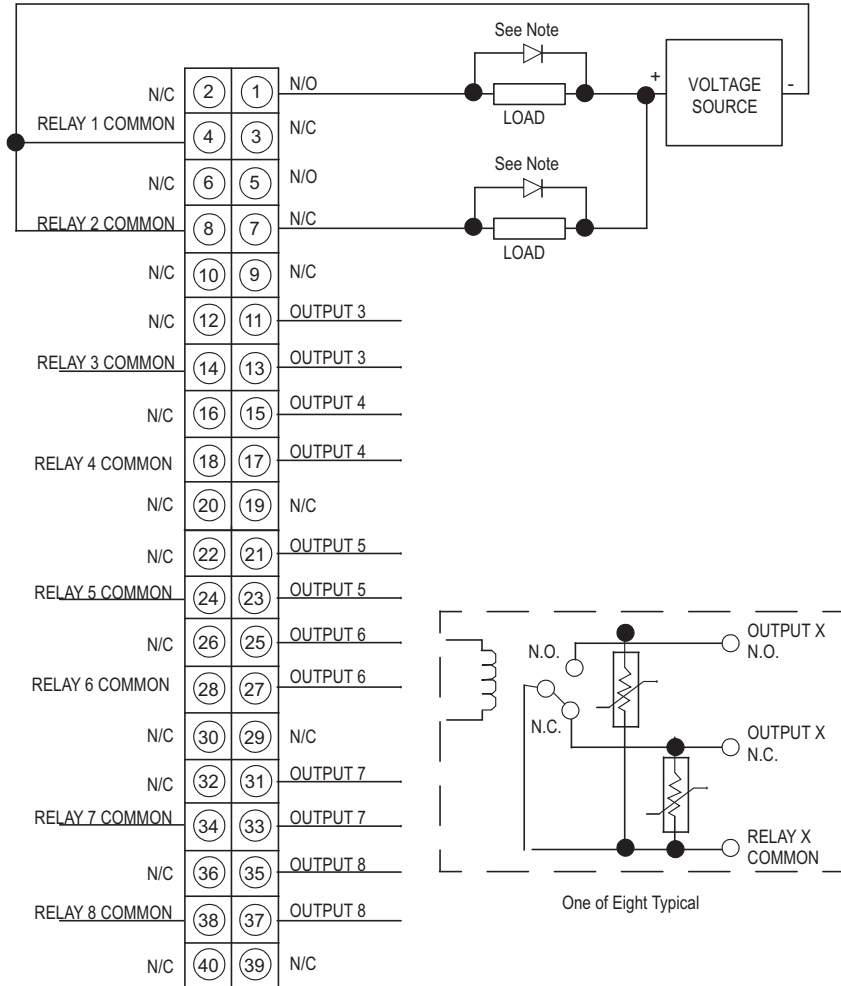 See Note
+
VOLTAGE
SOURCE
-
LOAD
N/C 2 1 N/O
RELAY 1 COMMON 4 3 N/C
See Note
N/C 6 5 N/O
RELAY 2 COMMON 8 7 N/C
LOAD
N/C 10 9 N/C
N/C 12 11 OUTPUT 3
RELAY 3 COMMON 14 13 OUTPUT 3
N/C 16 15 OUTPUT 4
RELAY 4 COMMON 18 17 OUTPUT 4
N/C 20 19 N/C
N/C 22 21 OUTPUT 5
RELAY 5 COMMON 24 23 OUTPUT 5
N/C 26 25 OUTPUT 6
RELAY 6 COMMON 28 27 OUTPUT 6
N/C 30 29 N/C
N/C 32 31 OUTPUT 7
RELAY 7 COMMON 34 33 OUTPUT 7
N/C 36 35 OUTPUT 8
RELAY 8 COMMON 38 37 OUTPUT 8
N/C 40 39 N/C
N.O.
N.C.
OUTPUT X
N.O.
OUTPUT X
N.C.
RELAY X
COMMON
One of Eight Typical